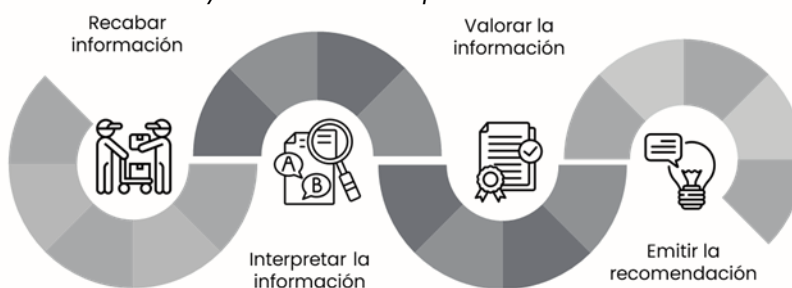 Recabar
información
A
B
Interpretar la
información
Valorar la
información
Emitir la
recomendación